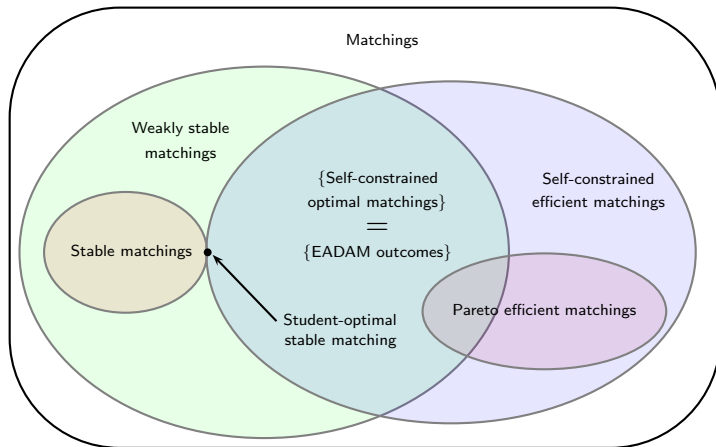 Matchings
Weakly stable
matchings
{Self-constrained
optimal matchings}
=
{EADAM outcomes}
Self-constrained
efficient matchings
Stable matchings
Pareto efficient matchings
Student-optimal
stable matching